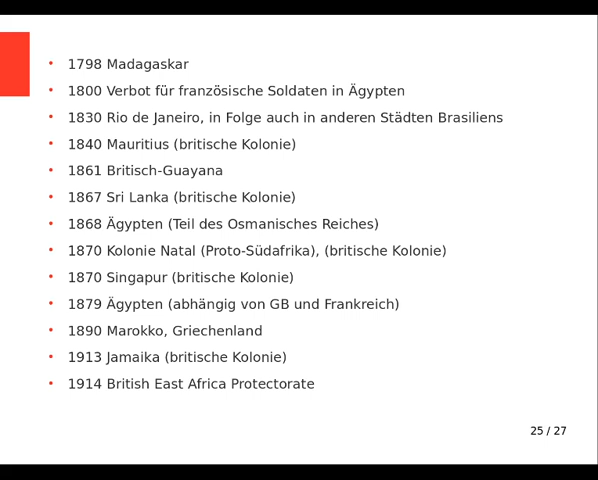 • 1798 Madagaskar
• 1800 Verbot für französische Soldaten in Ägypten
• 1830 Rio de Janeiro, in Folge auch in anderen Städten Brasiliens
• 1840 Mauritius (britische Kolonie)
• 1861 Britisch-Guayana
• 1867 Sri Lanka (britische Kolonie)
• 1868 Ägypten (Teil des Osmanisches Reiches)
• 1870 Kolonie Natal (Proto-Südafrika), (britische Kolonie)
• 1870 Singapur (britische Kolonie)
• 1879 Ägypten (abhängig von GB und Frankreich)
• 1890 Marokko, Griechenland
• 1913 Jamaika (britische Kolonie)
• 1914 British East Africa Protectorate
25 / 27